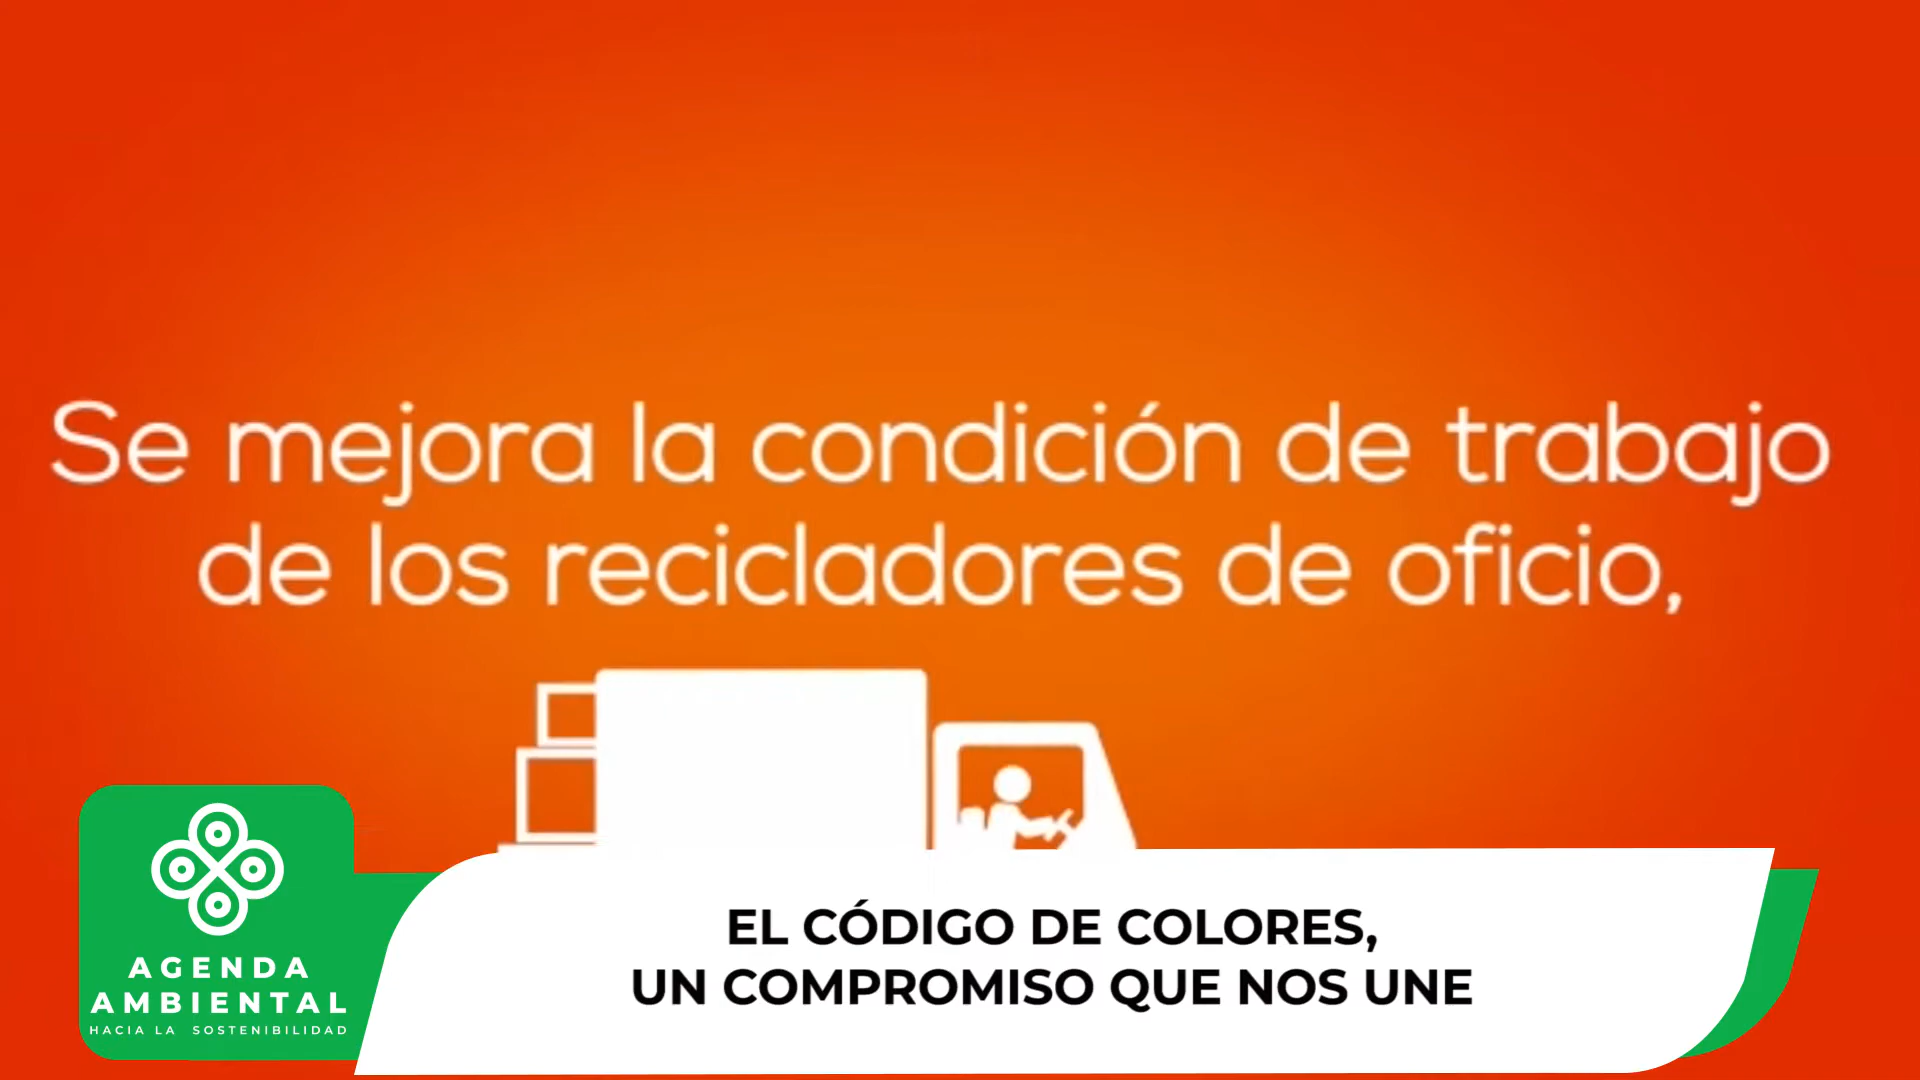 Se mejora la condición de trabajo
de los recicladores de oficio,
AGENDA
AMBIENTAL
HACIA LA SOSTENIBILIDAD
EL CÓDIGO DE COLORES,
UN COMPROMISO QUE NOS UNE